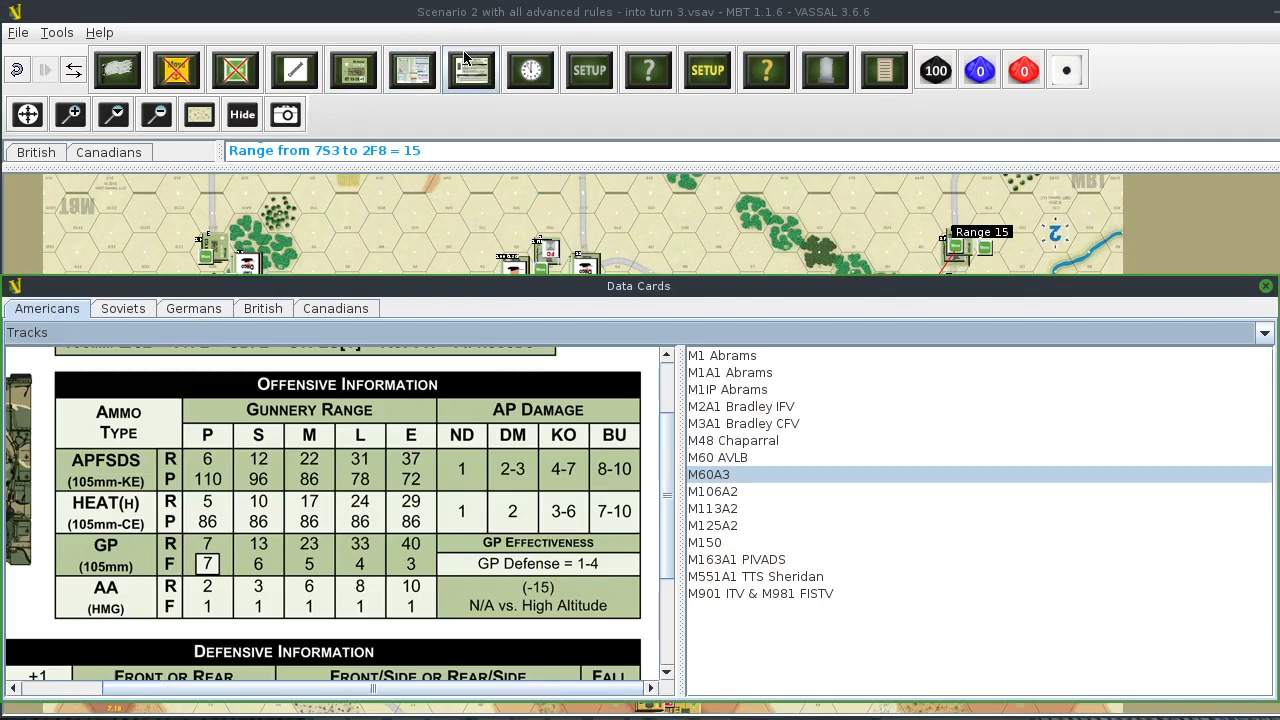 Scenario 2 with all advanced rules - into turn 3.vsav - MBT 1.1.6 - VASSAL 3.6.6
File Tools Help
SETUP ? SETUP ? 100 0 0
Hide
British Canadians Range from 7S3 to 2F8 = 15
MBT
MBT
Range 15
2
Data Cards
Americans Soviets Germans British Canadians
Tracks
OFFENSIVE INFORMATION
AMMO TYPE GUNNERY RANGE AP DAMAGE
P S M L E ND DM KO BU
APFSDS R 6 12 22 31 37
(105mm-KE) P 110 96 86 78 72 1 2-3 4-7 8-10
HEAT(H) R 5 10 17 24 29
(105mm-CE) P 86 86 86 86 86 1 2 3-6 7-10
GP R 7 13 23 33 40 GP EFFECTIVENESS
(105mm) F 7 6 5 4 3 GP Defense = 1-4
AA R 2 3 6 8 10 (-15)
(HMG) F 1 1 1 1 1 N/A vs. High Altitude
DEFENSIVE INFORMATION
+1 FRONT OR REAR FRONT/SIDE OR REAR/SIDE FALL
M1 Abrams
M1A1 Abrams
M1IP Abrams
M2A1 Bradley IFV
M3A1 Bradley CFV
M48 Chaparral
M60 AVLB
M60A3
M106A2
M113A2
M125A2
M150
M163A1 PIVADS
M551A1 TTS Sheridan
M901 ITV & M981 FISTV